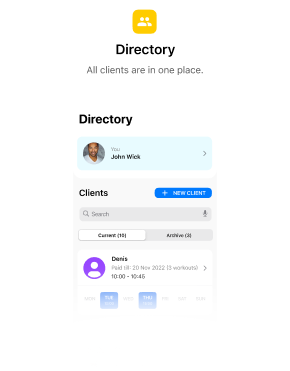 Directory
All clients are in one place.
Directory
You
John Wick
Clients
+ NEW CLIENT
Search
Current (10)
Archive (3)
Denis
Paid till: 20 Nov 2022 (3 workouts)
10:00 - 10:45
MON TUE WED THU FRI SAT SUN